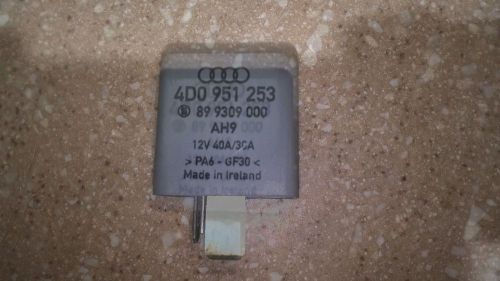 4D0 951 253
89 9309 000
AH9
12V 40A/30A
> PA6 - GF30 <
Made in Ireland